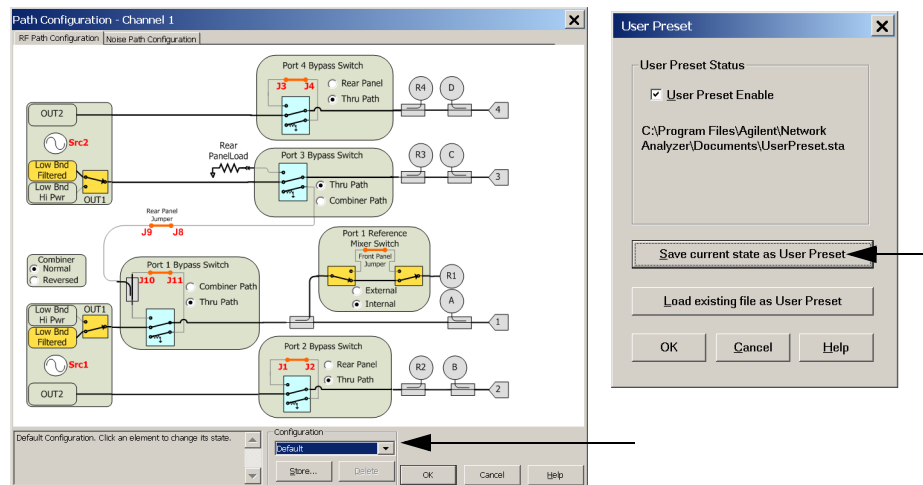 Path Configuration - Channel 1
RF Path Configuration
Noise Path Configuration
Port 4 Bypass Switch
J3 J4
Rear Panel
Thru Path
R4
D
4
OUT2
Src2
Low Bnd
Filtered
Low Bnd
Hi Pwr
OUT1
Rear
PanelLoad
Port 3 Bypass Switch
Thru Path
Combiner Path
R3
C
3
Rear Panel
Jumper
J9 J8
Port 1 Reference
Mixer Switch
Front Panel
Jumper
External
Internal
R1
A
1
Combiner
Normal
Reversed
Port 1 Bypass Switch
J10 J11
Combiner Path
Thru Path
Low Bnd
Hi Pwr
OUT1
Low Bnd
Filtered
Src1
OUT2
Port 2 Bypass Switch
J1 J2
Rear Panel
Thru Path
R2
B
2
Default Configuration. Click an element to change its state.
Configuration
Default
Store...
Delete
OK
Cancel
Help
User Preset
User Preset Status
User Preset Enable
C:\Program Files\Agilent\Network
Analyzer\Documents\UserPreset.sta
Save current state as User Preset
Load existing file as User Preset
OK
Cancel
Help